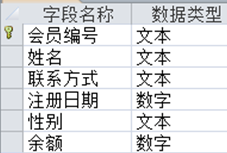 字段名称 数据类型
会员编号 文本
姓名 文本
联系方式 文本
注册日期 数字
性别 文本
余额 数字